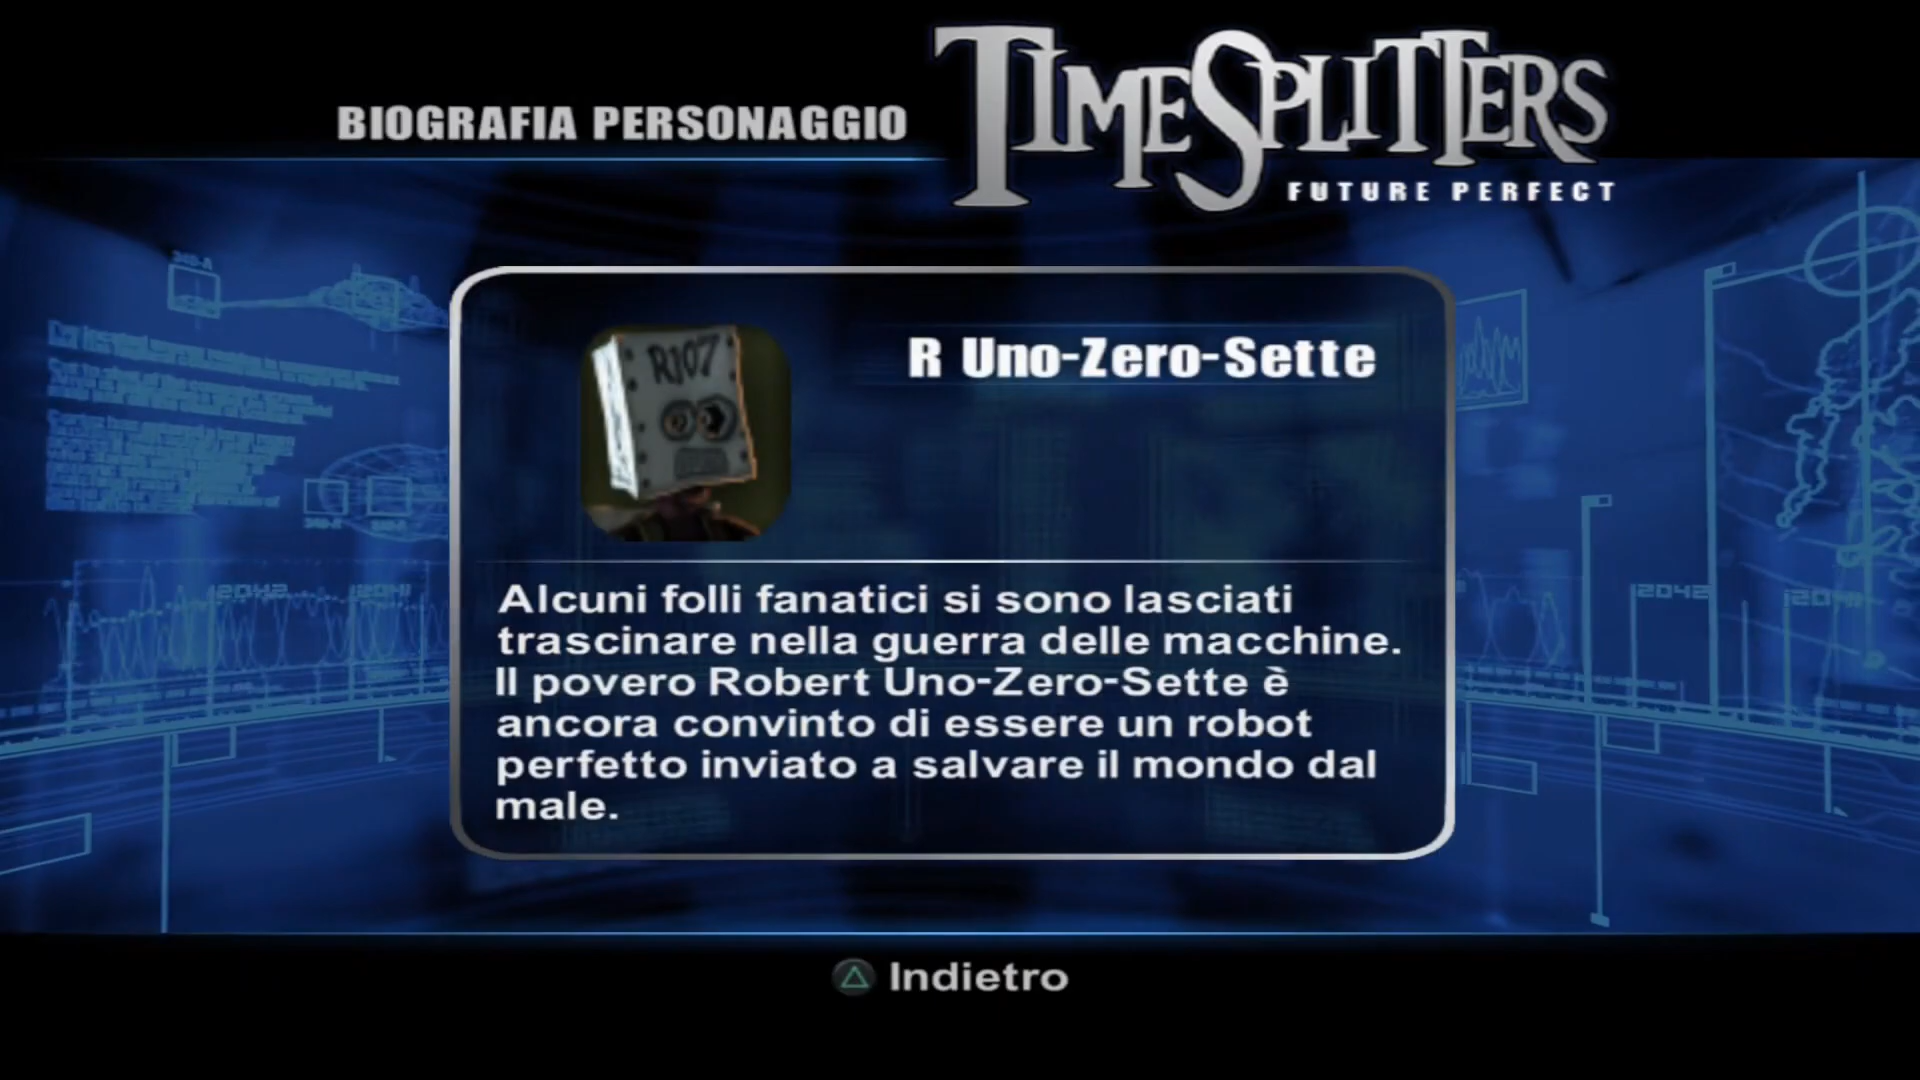 BIOGRAFIA PERSONAGGIO
TIMESPLITTERS
FUTURE PERFECT
R Uno-Zero-Sette
R107
Alcuni folli fanatici si sono lasciati
trascinare nella guerra delle macchine.
Il povero Robert Uno-Zero-Sette è
ancora convinto di essere un robot
perfetto inviato a salvare il mondo dal
male.
2042
2042
Indietro